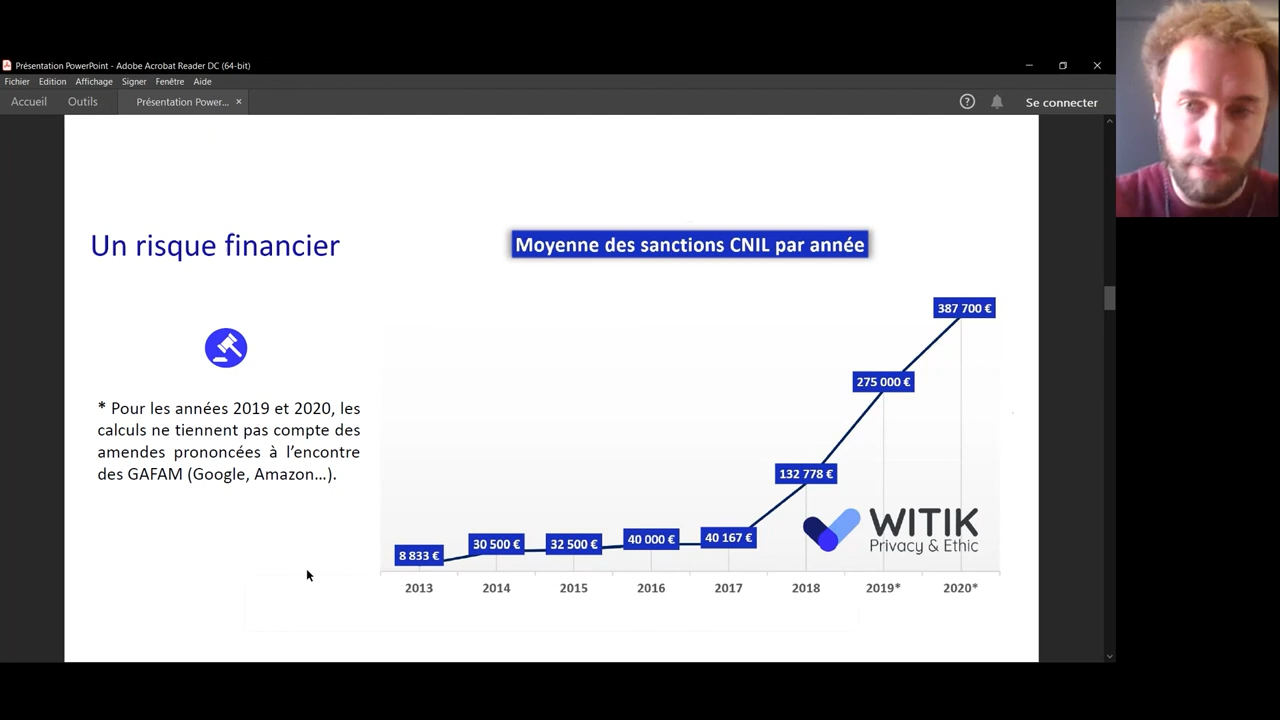 Présentation PowerPoint - Adobe Acrobat Reader DC (64-bit)
Fichier Edition Affichage Signer Fenêtre Aide
Accueil Outils Présentation Power... × Se connecter
Un risque financier
Moyenne des sanctions CNIL par année
* Pour les années 2019 et 2020, les
calculs ne tiennent pas compte des
amendes prononcées à l’encontre
des GAFAM (Google, Amazon…).
387 700 €
275 000 €
132 778 €
40 167 €
40 000 €
32 500 €
30 500 €
8 833 €
WITIK
Privacy & Ethic
2013 2014 2015 2016 2017 2018 2019* 2020*